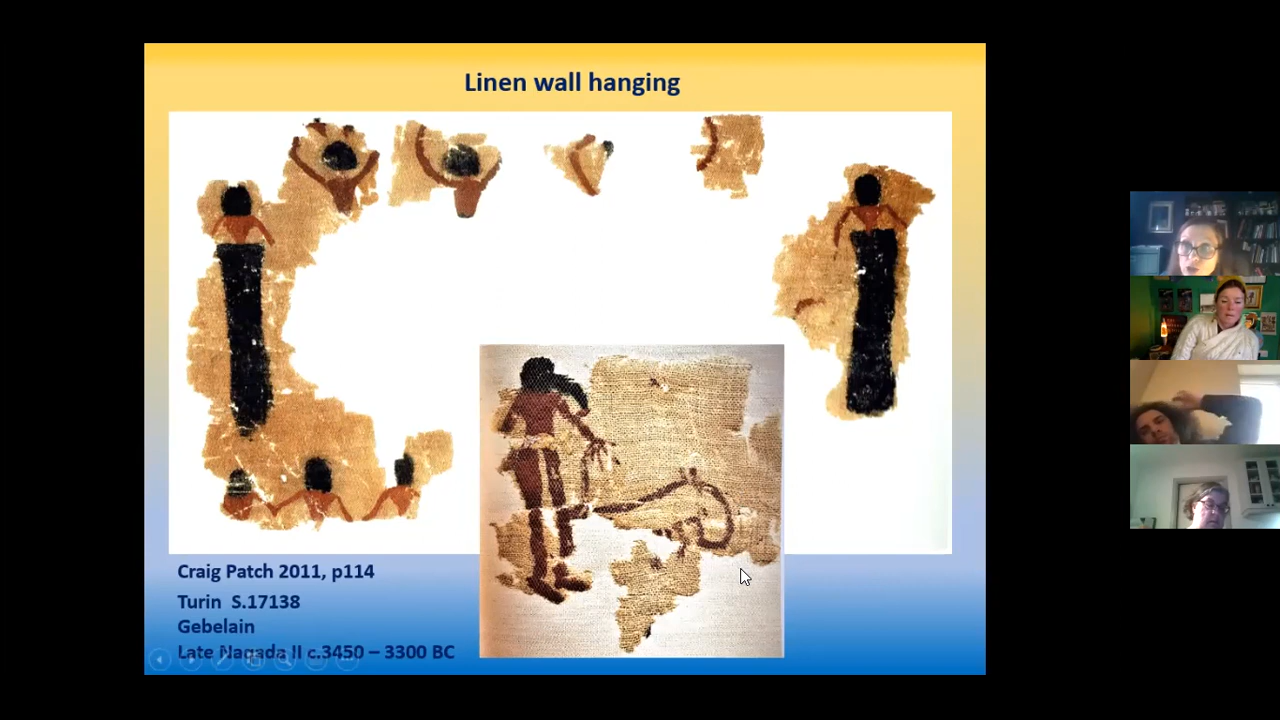 Linen wall hanging
Craig Patch 2011, p114
Turin S.17138
Gebelain
Late Naqada II c.3450 – 3300 BC